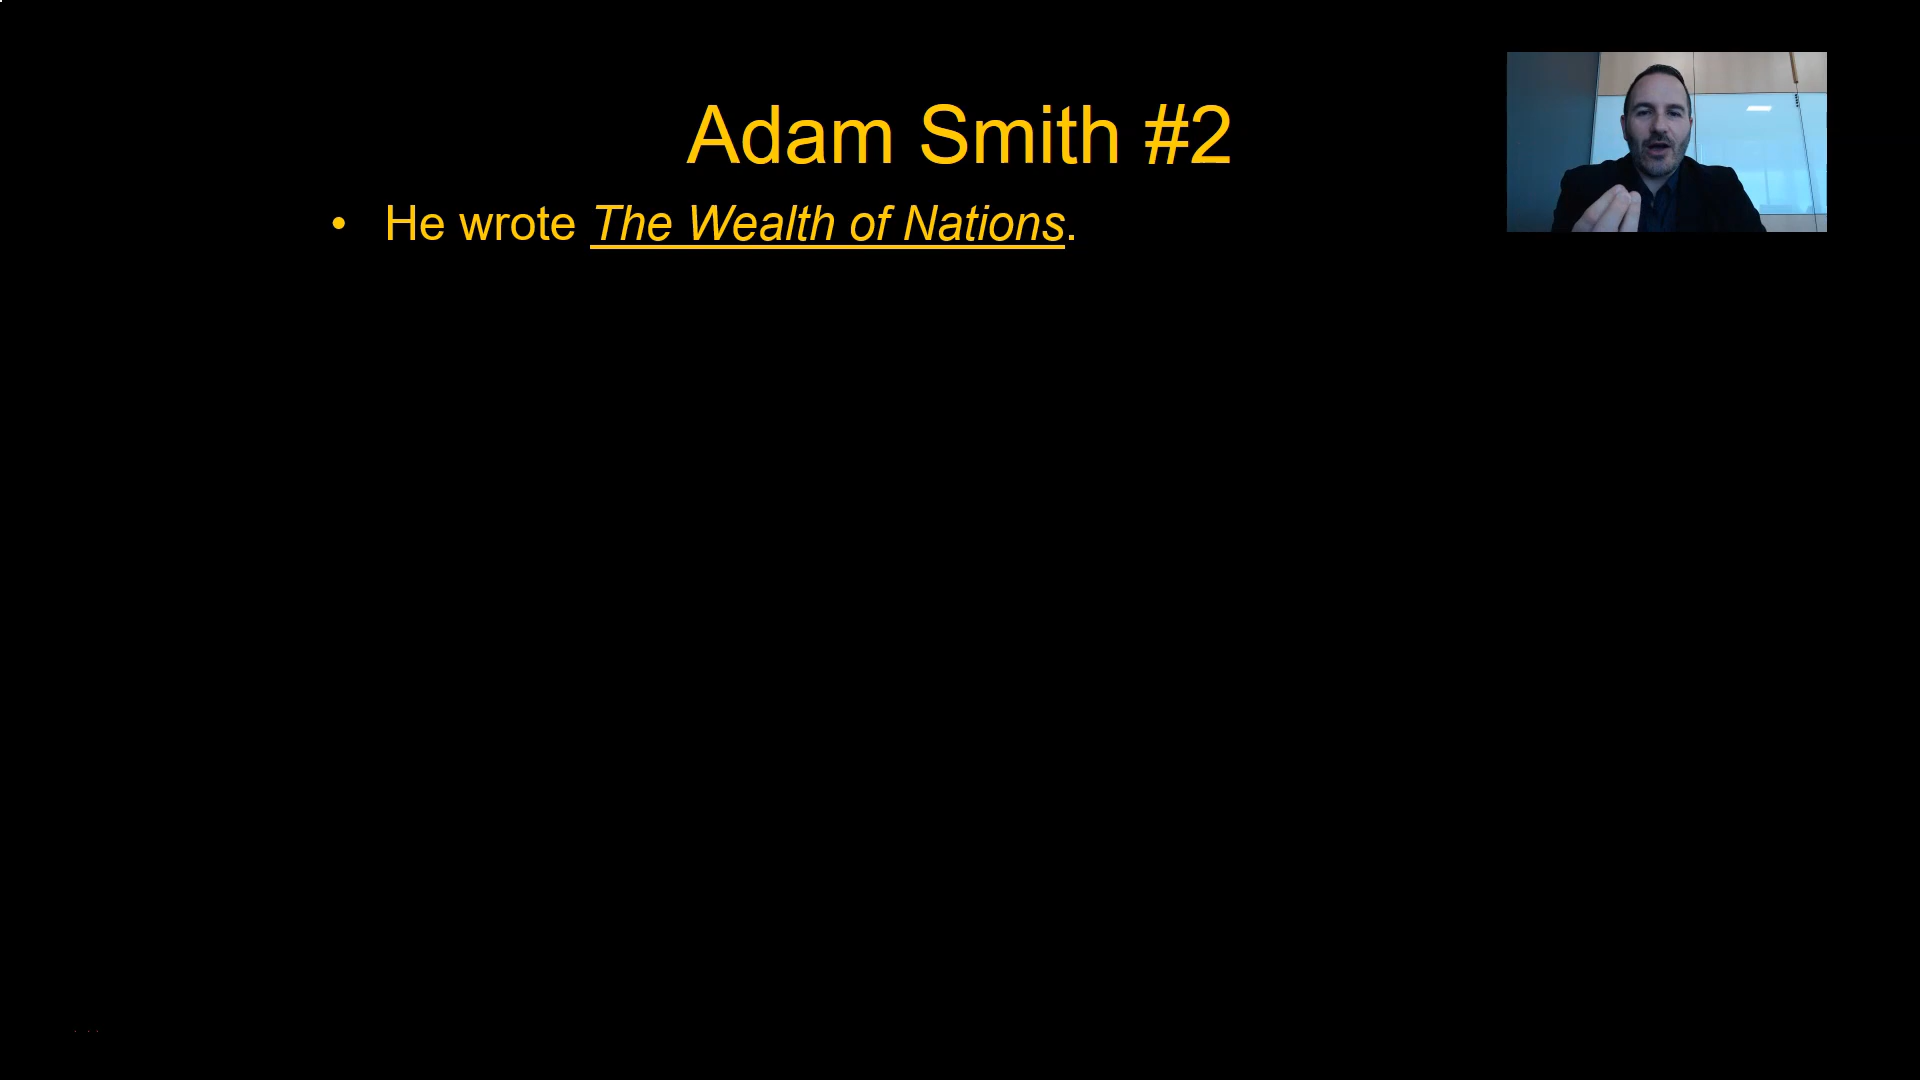 Adam Smith #2
• He wrote The Wealth of Nations.